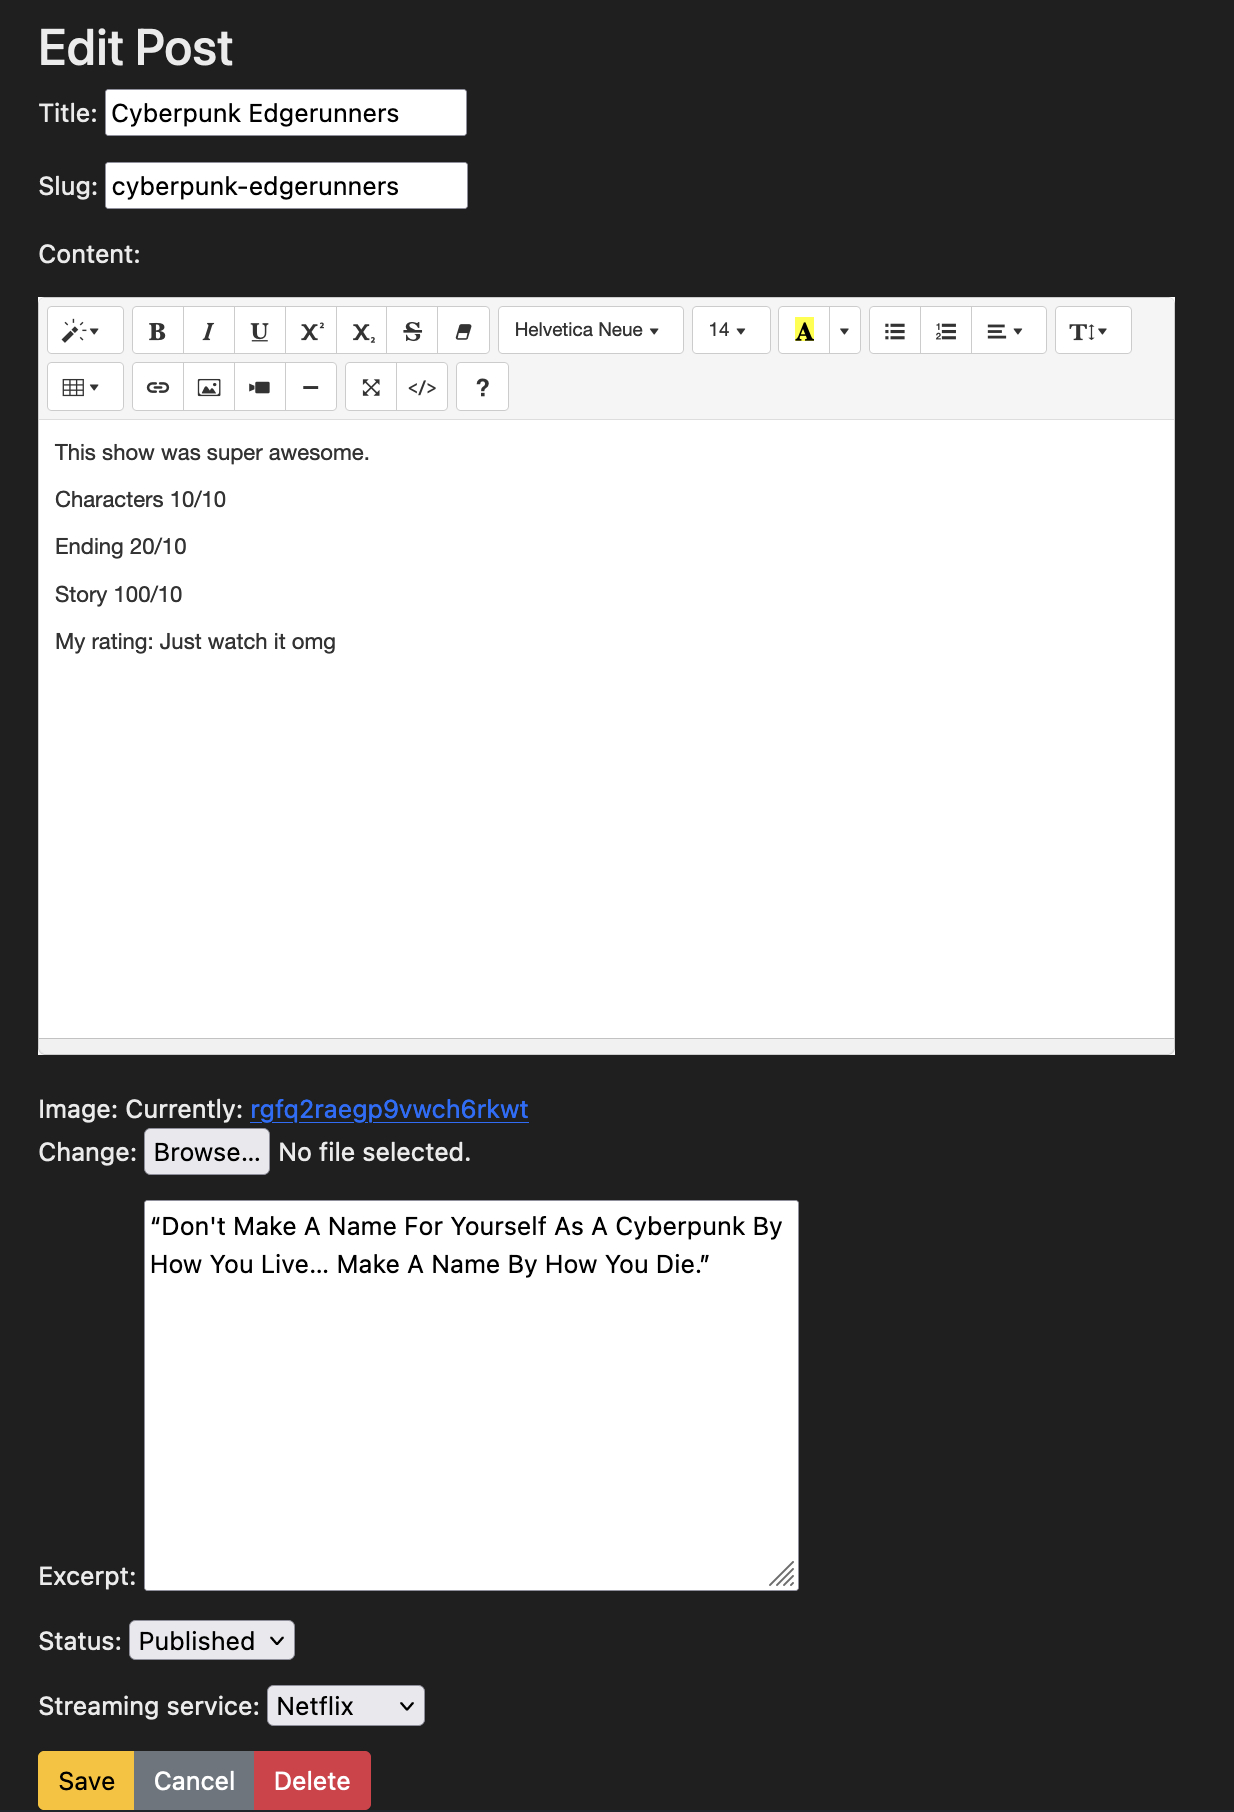 Edit Post
Title: Cyberpunk Edgerunners
Slug: cyberpunk-edgerunners
Content:
B I U X² X₂ S Helvetica Neue 14 A T
</> ?
This show was super awesome.
Characters 10/10
Ending 20/10
Story 100/10
My rating: Just watch it omg
Image: Currently: rgfq2raegp9vwch6rkwt
Change: Browse... No file selected.
“Don't Make A Name For Yourself As A Cyberpunk By
How You Live... Make A Name By How You Die.”
Excerpt:
Status: Published
Streaming service: Netflix
Save Cancel Delete